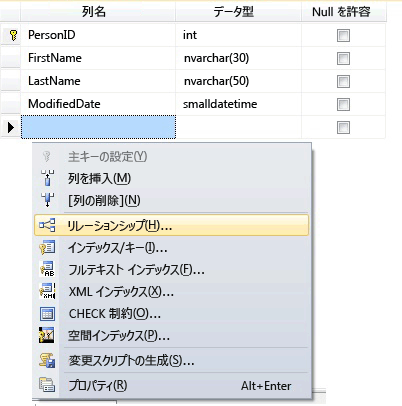 列名 データ型 Null を許容
PersonID int
FirstName nvarchar(30)
LastName nvarchar(50)
ModifiedDate smalldatetime
主キーの設定(Y)
列を挿入(M)
[列の削除](N)
リレーションシップ(H)...
インデックス/キー(I)...
フルテキスト インデックス(F)...
XML インデックス(X)...
CHECK 制約(O)...
空間インデックス(P)...
変更スクリプトの生成(S)...
プロパティ(R) Alt+Enter